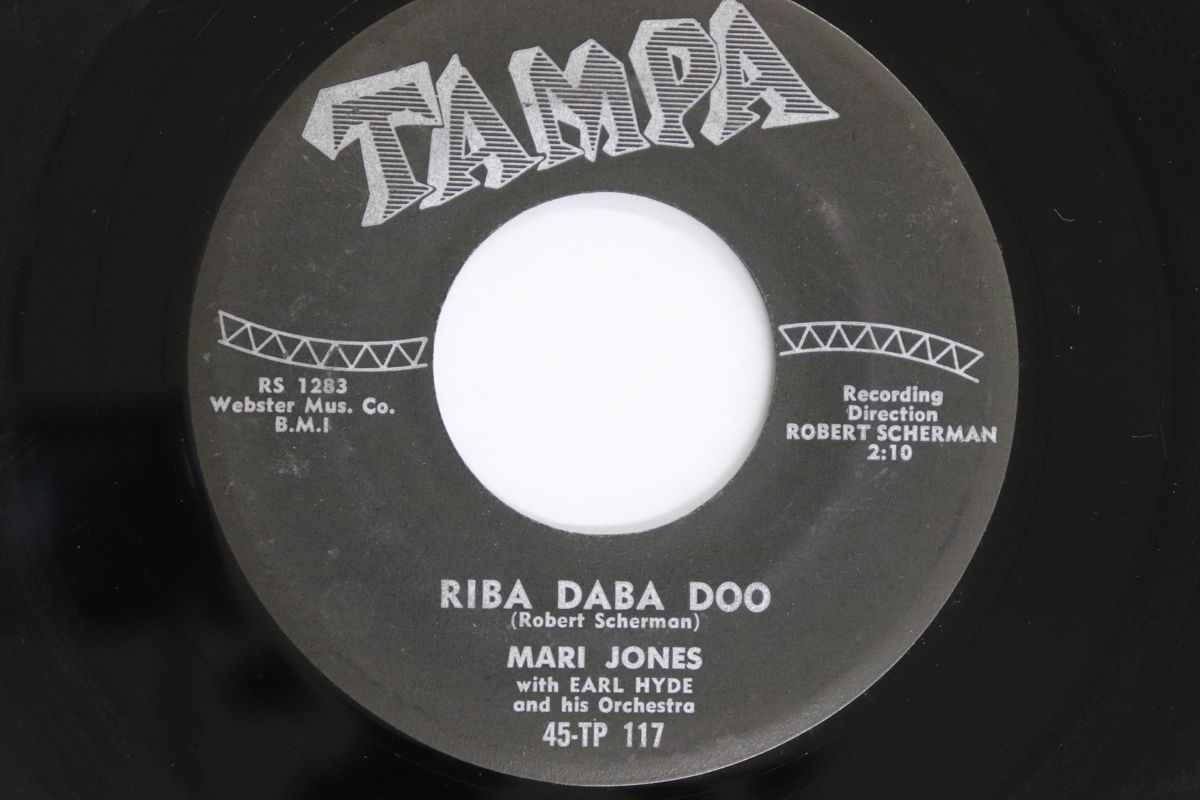 TAMPA
RS 1283
Webster Mus. Co.
B.M.I
Recording
Direction
ROBERT SCHERMAN
2:10
RIBA DABA DOO
(Robert Scherman)
MARI JONES
with EARL HYDE
and his Orchestra
45-TP 117